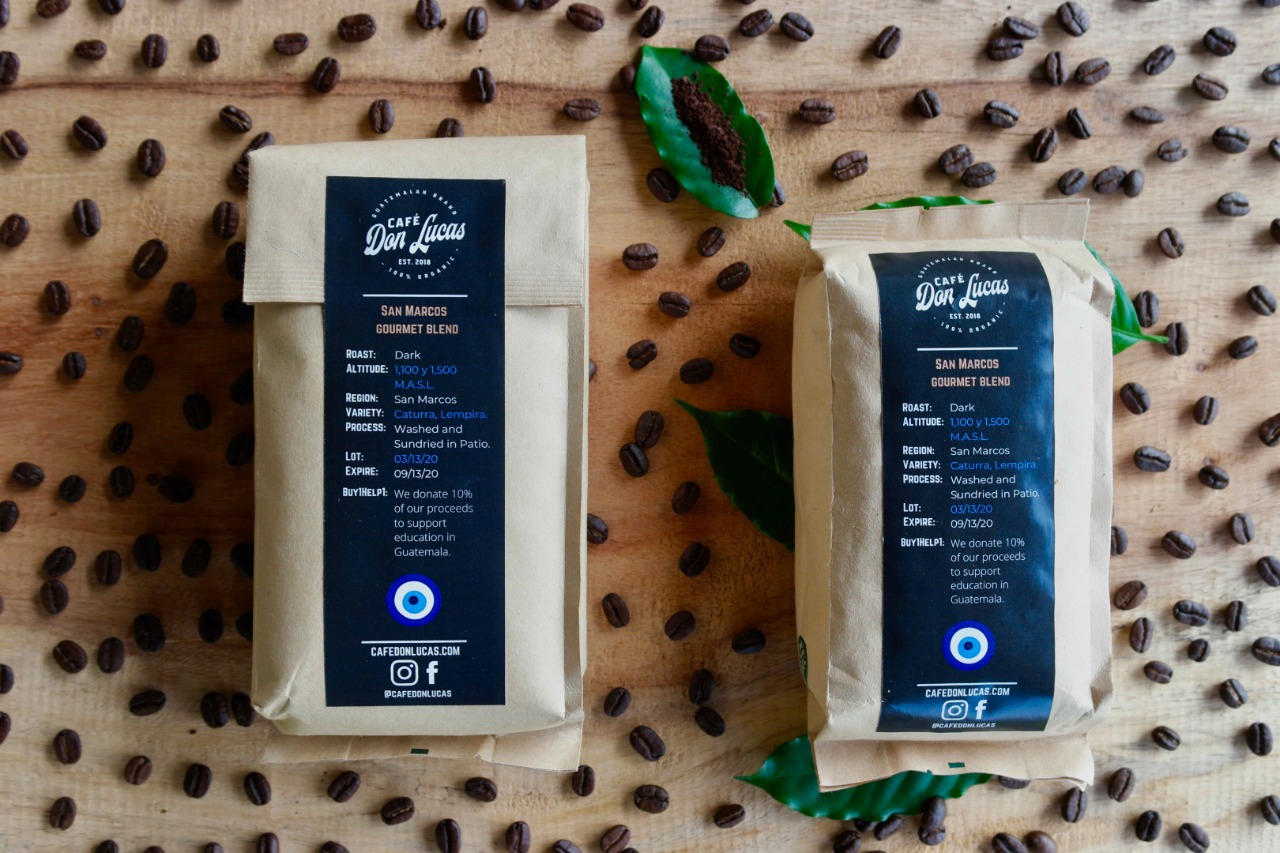 GUATEMALAN BRAND
CAFÉ
Don Lucas
EST. 2018
· 100% ORGANIC ·
SAN MARCOS
GOURMET BLEND
ROAST: Dark
ALTITUDE: 1,100 y 1,500
M.A.S.L.
REGION: San Marcos
VARIETY: Caturra, Lempira.
PROCESS: Washed and
Sundried in Patio.
LOT: 03/13/20
EXPIRE: 09/13/20
BUY1HELP1: We donate 10%
of our proceeds
to support
education in
Guatemala.
CAFEDONLUCAS.COM
@CAFEDONLUCAS
GUATEMALAN BRAND
CAFÉ
Don Lucas
EST. 2018
· 100% ORGANIC ·
SAN MARCOS
GOURMET BLEND
ROAST: Dark
ALTITUDE: 1,100 y 1,500
M.A.S.L.
REGION: San Marcos
VARIETY: Caturra, Lempira.
PROCESS: Washed and
Sundried in Patio.
LOT: 03/13/20
EXPIRE: 09/13/20
BUY1HELP1: We donate 10%
of our proceeds
to support
education in
Guatemala.
CAFEDONLUCAS.COM
@CAFEDONLUCAS